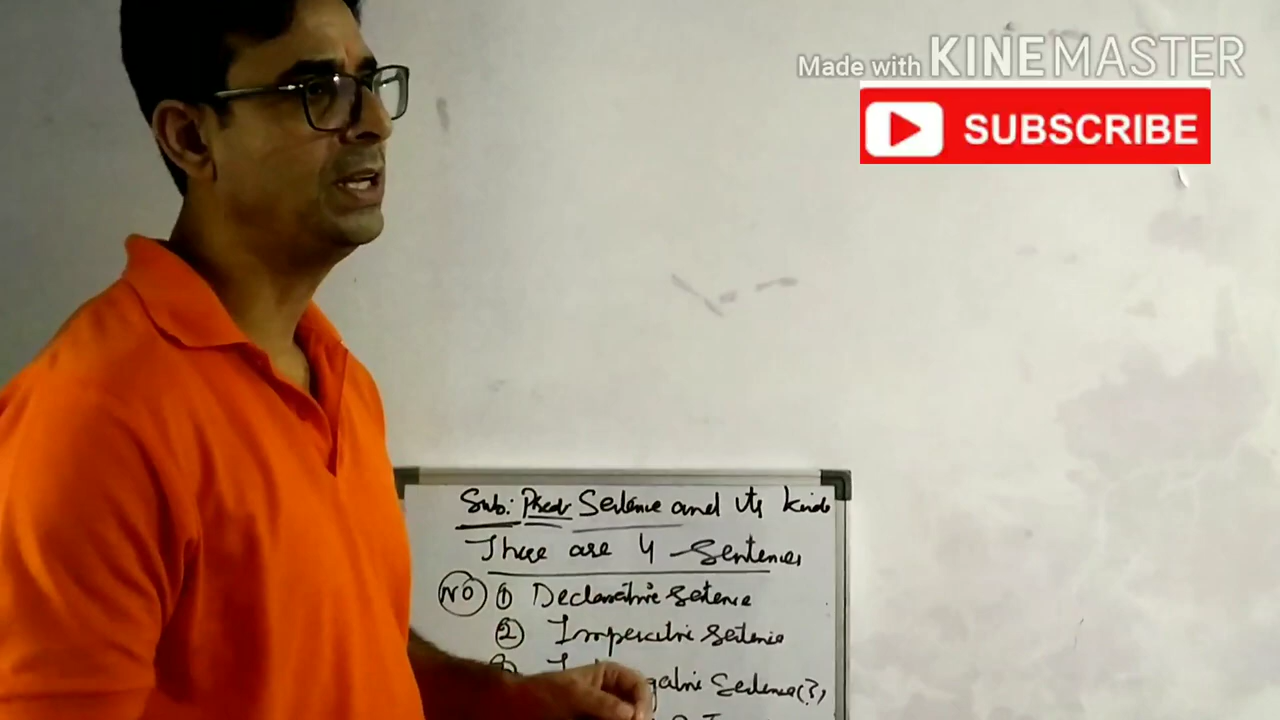 Made with KINEMASTER
SUBSCRIBE
Sub: Sentence and its kinds
There are 4 Sentences
NO ① Declarative Sentence
② Imperative Sentence
Sentence (?)